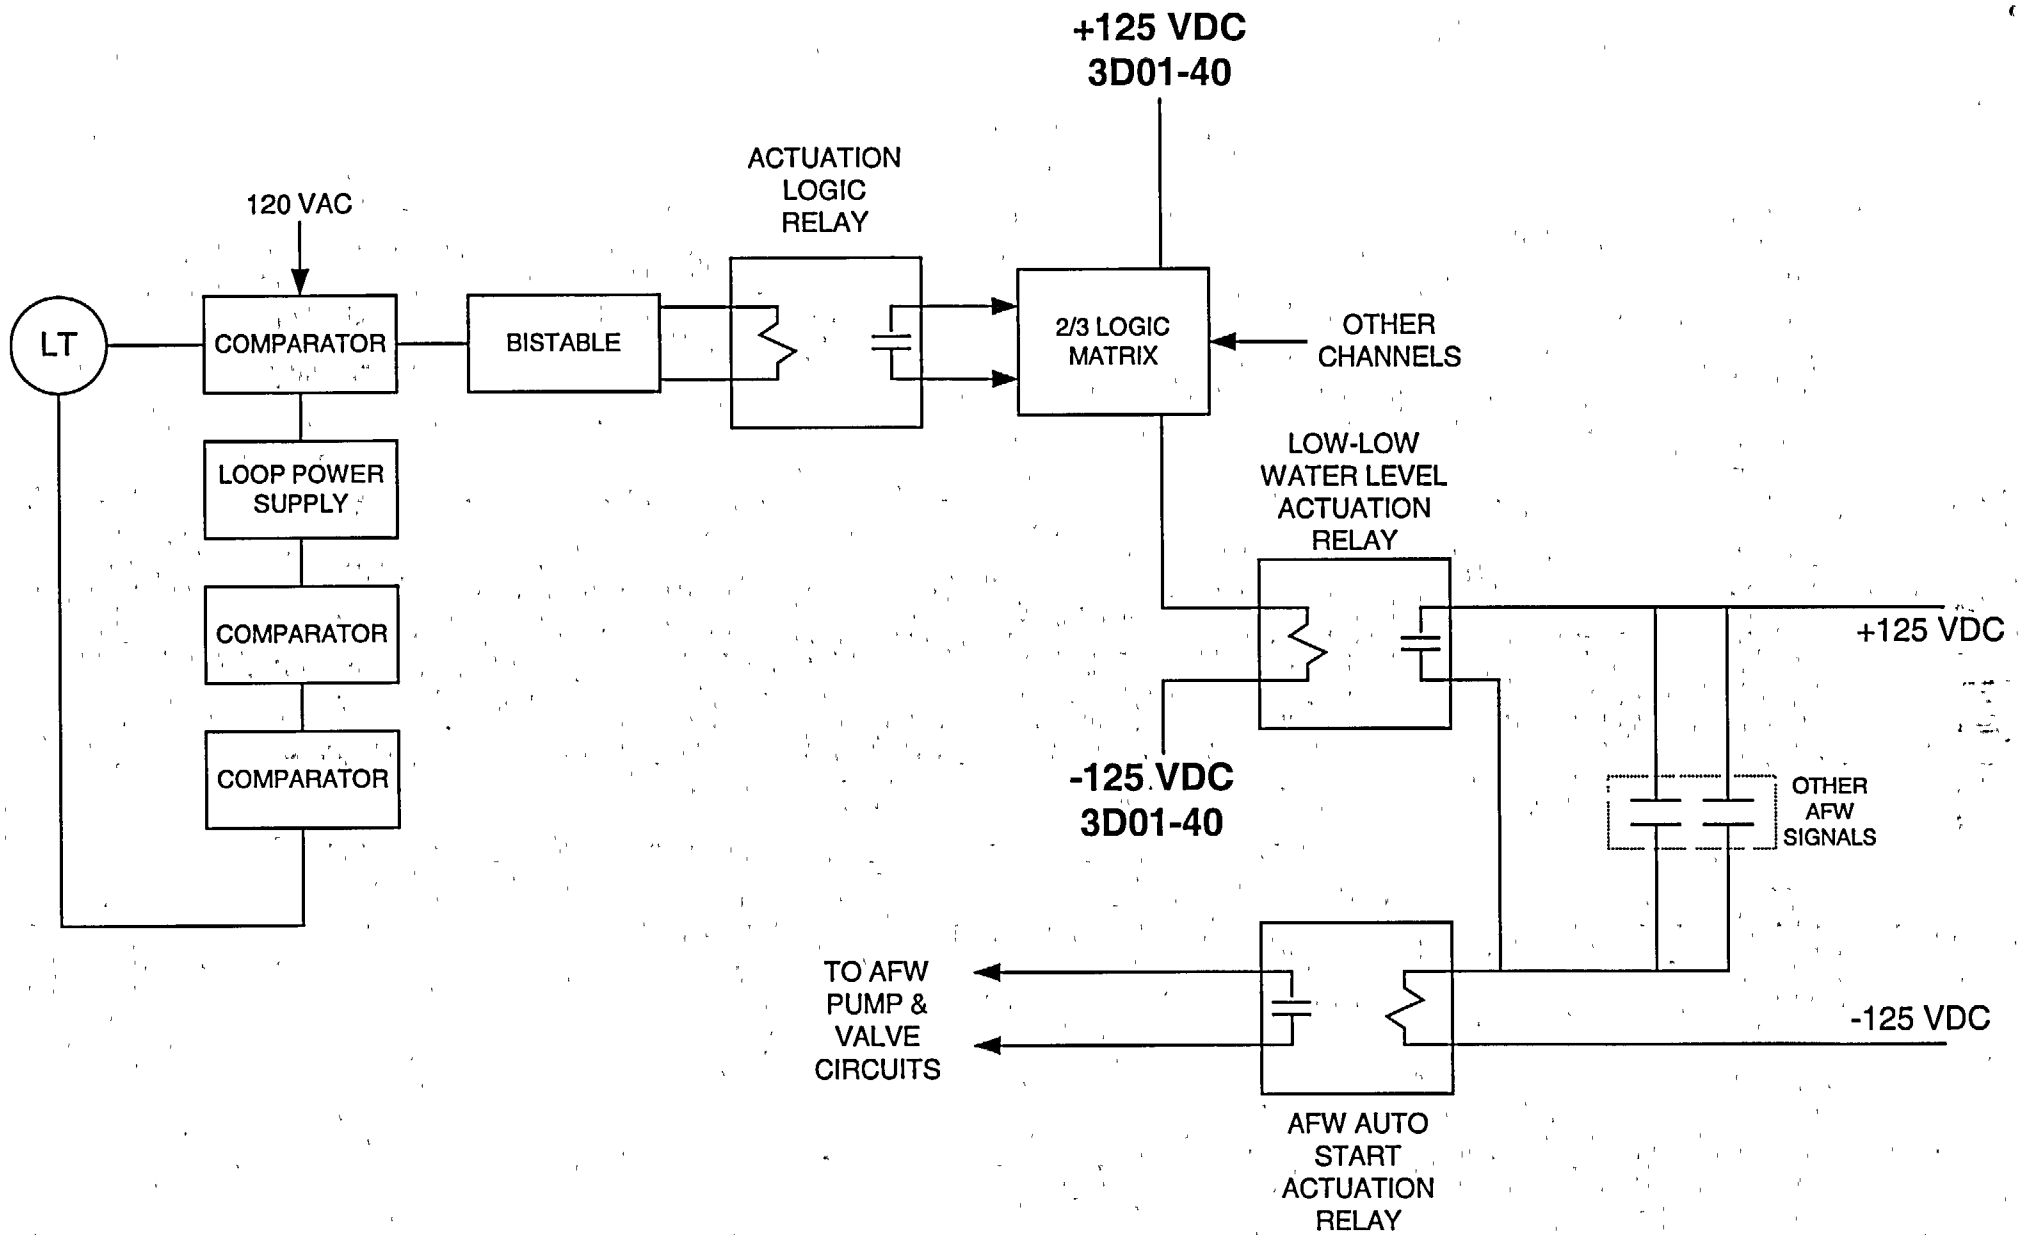 +125 VDC
3D01-40
ACTUATION
LOGIC
RELAY
120 VAC
LT
COMPARATOR
BISTABLE
2/3 LOGIC
MATRIX
OTHER
CHANNELS
LOOP POWER
SUPPLY
LOW-LOW
WATER LEVEL
ACTUATION
RELAY
COMPARATOR
+125 VDC
COMPARATOR
-125 VDC
3D01-40
OTHER
AFW
SIGNALS
TO AFW
PUMP &
VALVE
CIRCUITS
-125 VDC
AFW AUTO
START
ACTUATION
RELAY